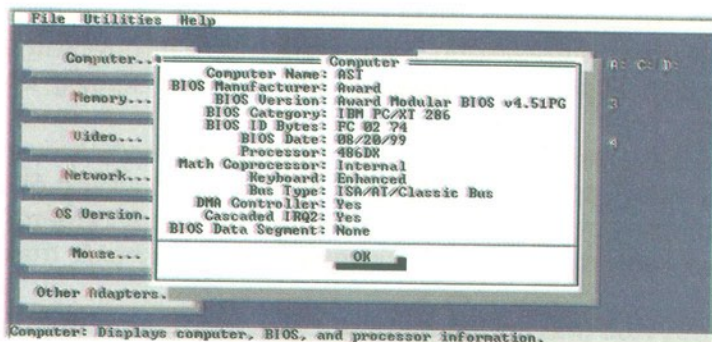 File Utilities Help
Computer..
Computer
A: C: D:
Computer Name: AST
BIOS Manufacturer: Award
BIOS Version: Award Modular BIOS v4.51PG
Memory...
BIOS Category: IBM PC/XT 286
3
BIOS ID Bytes: FC 02 74
BIOS Date: 08/20/99
Video...
Processor: 486DX
4
Math Coprocessor: Internal
Network...
Keyboard: Enhanced
Bus Type: ISA/AT/Classic Bus
DMA Controller: Yes
OS Version.
Cascaded IRQ2: Yes
BIOS Data Segment: None
Mouse...
OK
Other Adapters.
Computer: Displays computer, BIOS, and processor information.